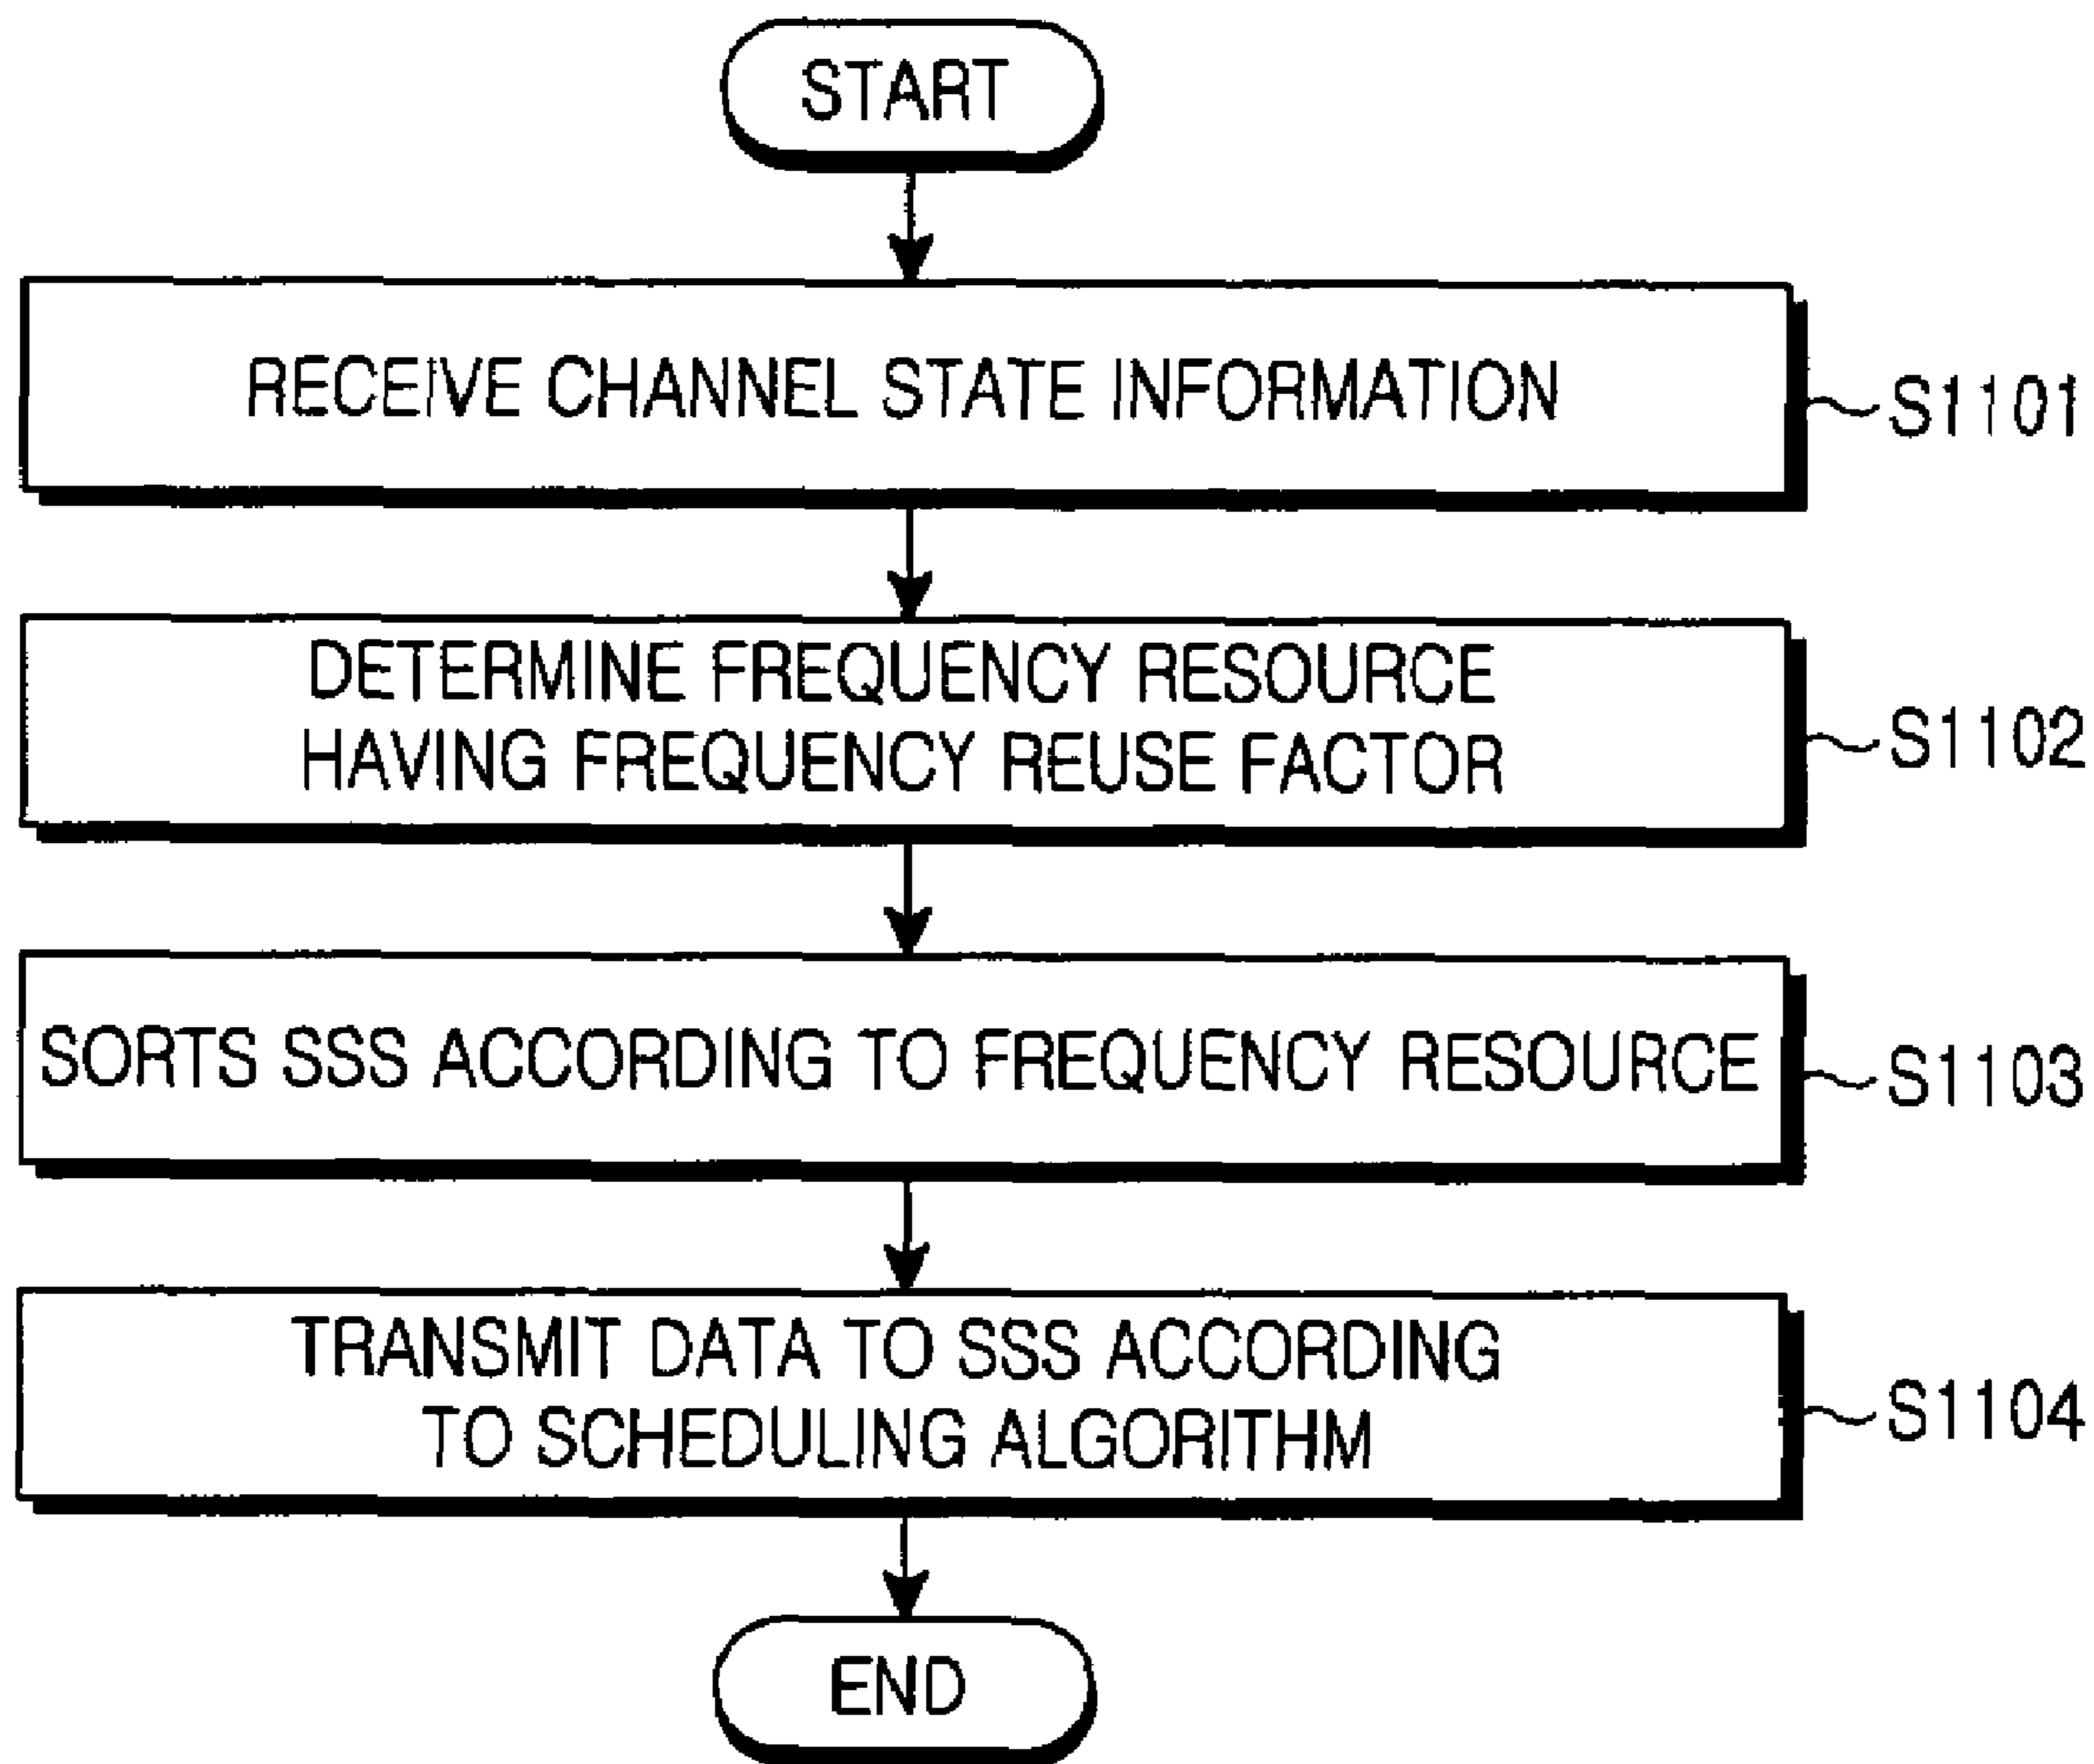 START
RECEIVE CHANNEL STATE INFORMATION
S1101
DETERMINE FREQUENCY RESOURCE
HAVING FREQUENCY REUSE FACTOR
S1102
SORTS SSS ACCORDING TO FREQUENCY RESOURCE
S1103
TRANSMIT DATA TO SSS ACCORDING
TO SCHEDULING ALGORITHM
S1104
END